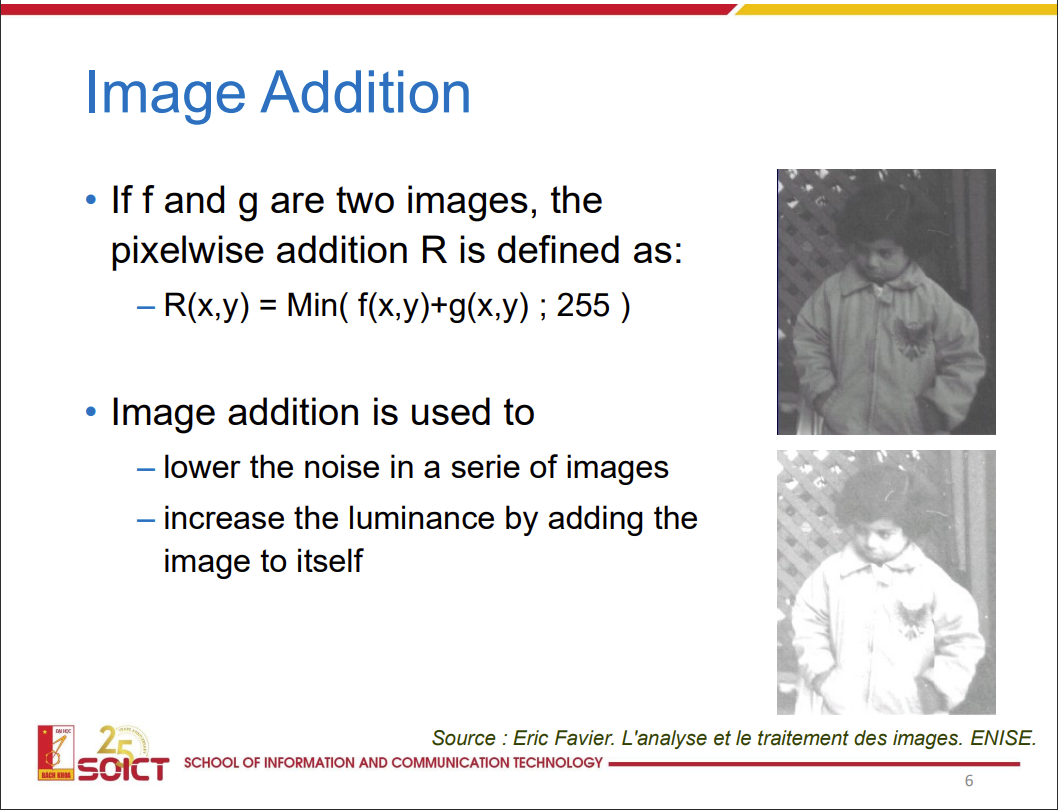 Image Addition
• If f and g are two images, the
pixelwise addition R is defined as:
– R(x,y) = Min( f(x,y)+g(x,y) ; 255 )
• Image addition is used to
– lower the noise in a serie of images
– increase the luminance by adding the
image to itself
Source : Eric Favier. L'analyse et le traitement des images. ENISE.
ĐẠI HỌC
BÁCH KHOA
25
SOICT
SCHOOL OF INFORMATION AND COMMUNICATION TECHNOLOGY
6